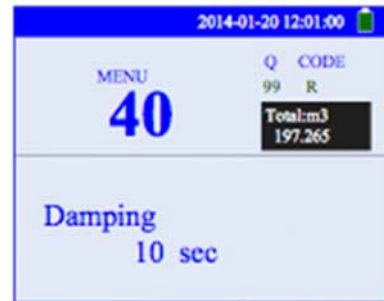 2014-01-20 12:01:00
MENU
40
Q CODE
99 R
Total:m3
197.265
Damping
10 sec